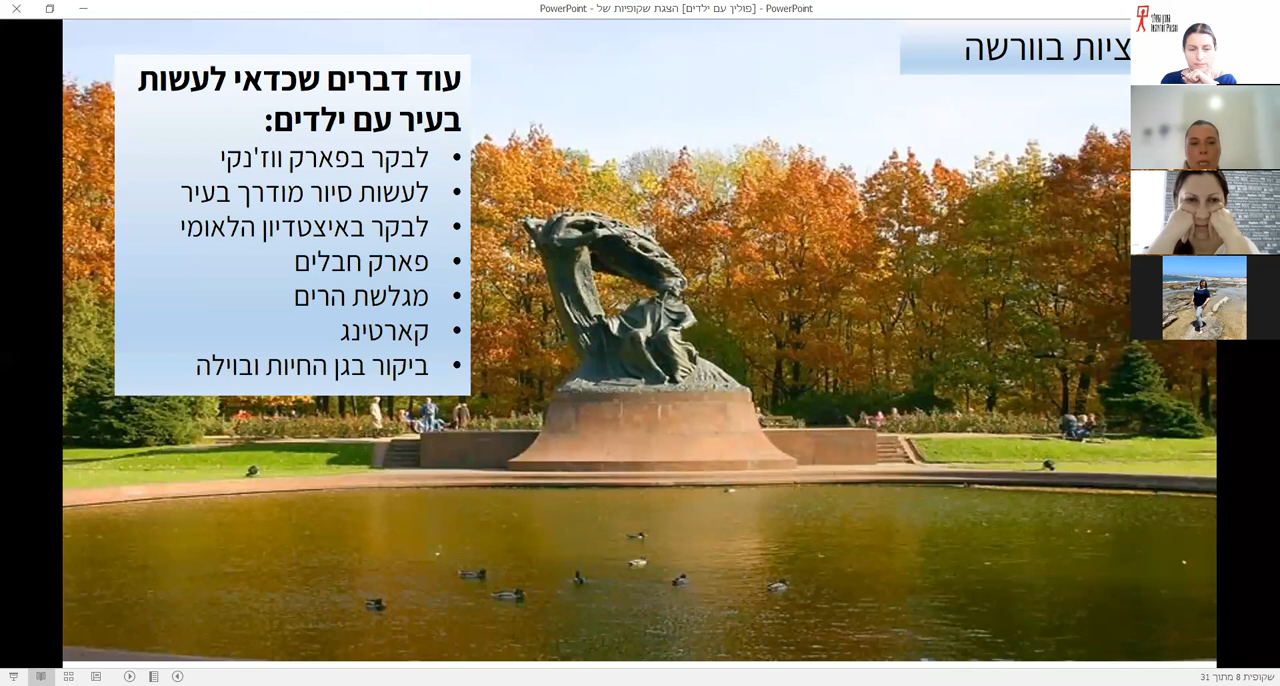 PowerPoint - [פוליך עם ילדים] הצגת שקופיות של - PowerPoint
ציות בוורשה
עוד דברים שכדאי לעשות
בעיר עם ילדים:
• לבקר בפארק ווז'נקי
• לעשות סיור מודרך בעיר
• לבקר באיצטדיון הלאומי
• פארק חבלים
• מגלשת הרים
• קארטינג
• ביקור בגן החיות ובוילה
שקופית 8 מתוך 31